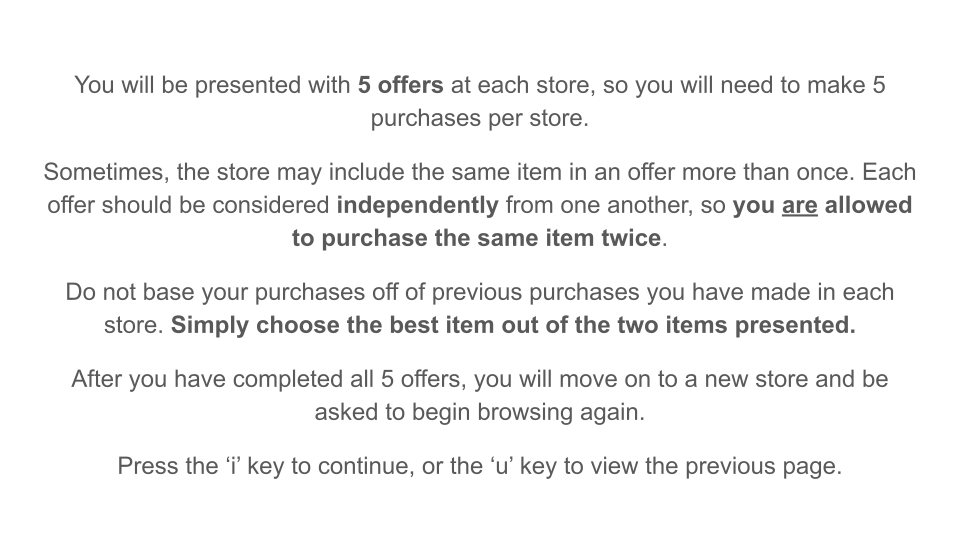 You will be presented with 5 offers at each store, so you will need to make 5
purchases per store.
Sometimes, the store may include the same item in an offer more than once. Each
offer should be considered independently from one another, so you are allowed
to purchase the same item twice.
Do not base your purchases off of previous purchases you have made in each
store. Simply choose the best item out of the two items presented.
After you have completed all 5 offers, you will move on to a new store and be
asked to begin browsing again.
Press the ‘i’ key to continue, or the ‘u’ key to view the previous page.